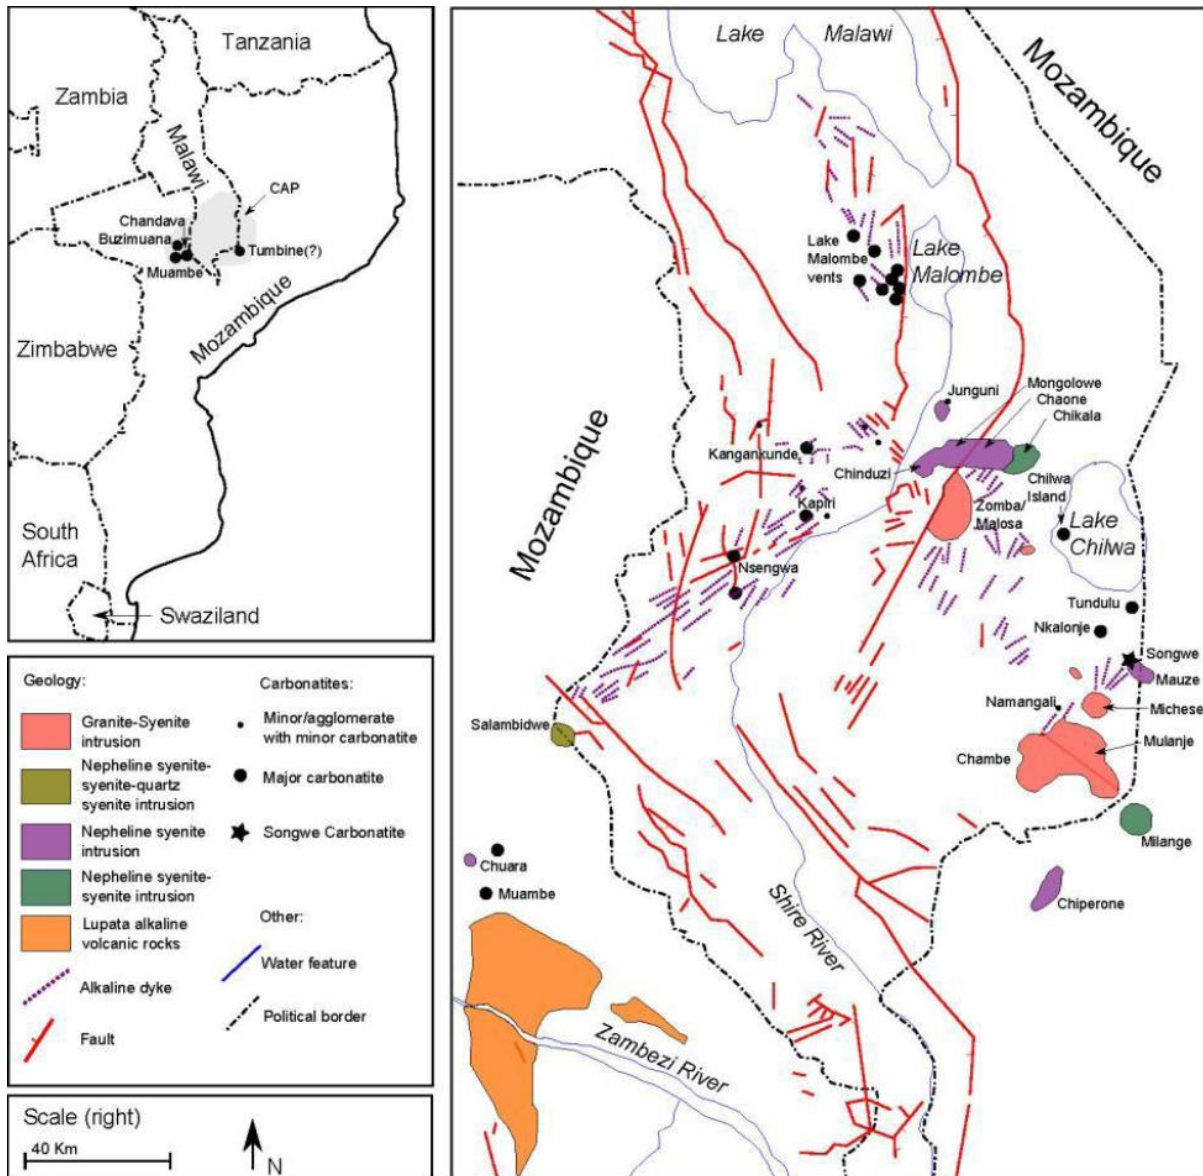 Tanzania
Zambia
Malawi
CAP
Chandava
Buzimuana
Tumbine(?)
Muambe
Mozambique
Zimbabwe
South
Africa
Swaziland
Geology:
Granite-Syenite
intrusion
Nepheline syenite-
syenite-quartz
syenite intrusion
Nepheline syenite
intrusion
Nepheline syenite-
syenite intrusion
Lupata alkaline
volcanic rocks
Alkaline dyke
Fault
Carbonatites:
Minor/agglomerate
with minor carbonatite
Major carbonatite
Songwe Carbonatite
Other:
Water feature
Political border
Scale (right)
40 Km
N
Lake Malawi
Mozambique
Lake
Malombe
vents
Lake
Malombe
Junguni
Mongolowe
Chaone
Chikala
Kangankunde
Chinduzi
Mozambique
Kapiri
Zomba/
Malosa
Chilwa
Island
Lake
Chilwa
Nsengwa
Tundulu
Nkalonje
Songwe
Mauze
Namangali
Michese
Salambidwe
Chambe
Mulanje
Milange
Chuara
Muambe
Chiperone
Shire River
Zambezi River